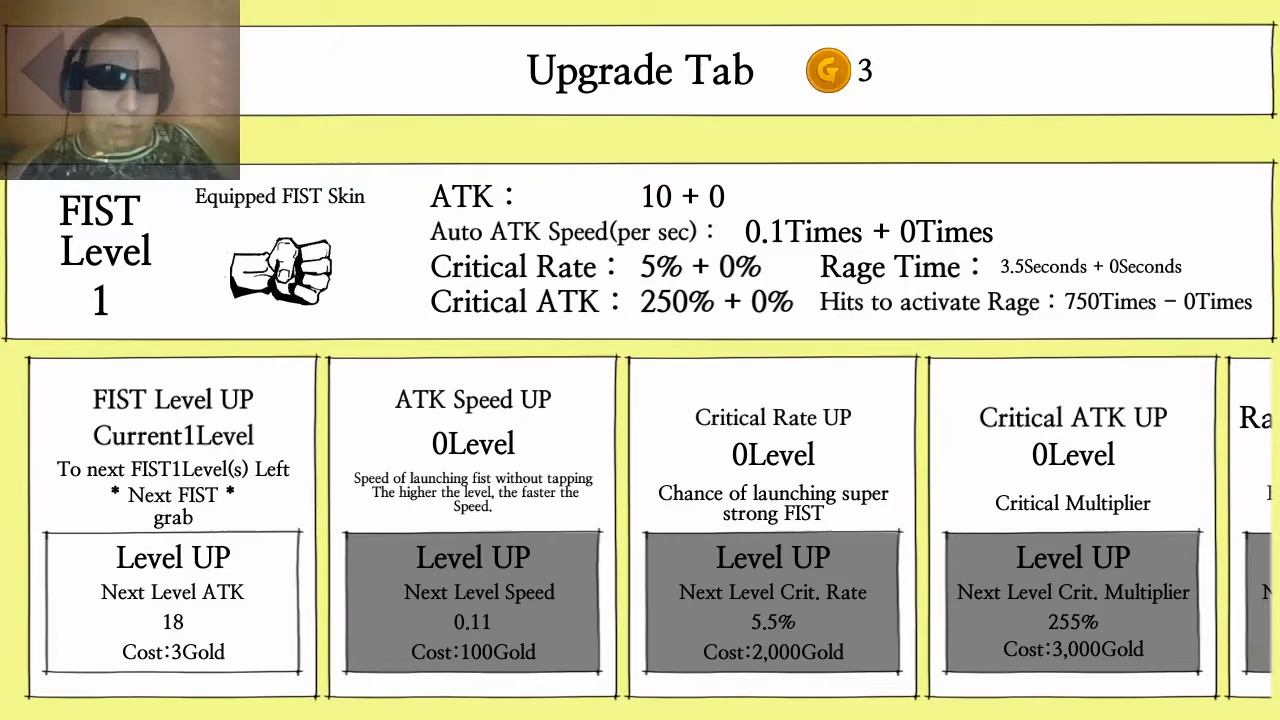 Upgrade Tab
G 3
FIST
Level
1
Equipped FIST Skin
ATK : 10 + 0
Auto ATK Speed(per sec) : 0.1Times + 0Times
Critical Rate : 5% + 0%
Rage Time : 3.5Seconds + 0Seconds
Critical ATK : 250% + 0%
Hits to activate Rage : 750Times - 0Times
FIST Level UP
Current1Level
To next FIST1Level(s) Left
* Next FIST *
grab
Level UP
Next Level ATK
18
Cost:3Gold
ATK Speed UP
0Level
Speed of launching fist without tapping
The higher the level, the faster the
Speed.
Level UP
Next Level Speed
0.11
Cost:100Gold
Critical Rate UP
0Level
Chance of launching super
strong FIST
Level UP
Next Level Crit. Rate
5.5%
Cost:2,000Gold
Critical ATK UP
0Level
Critical Multiplier
Level UP
Next Level Crit. Multiplier
255%
Cost:3,000Gold
Ra